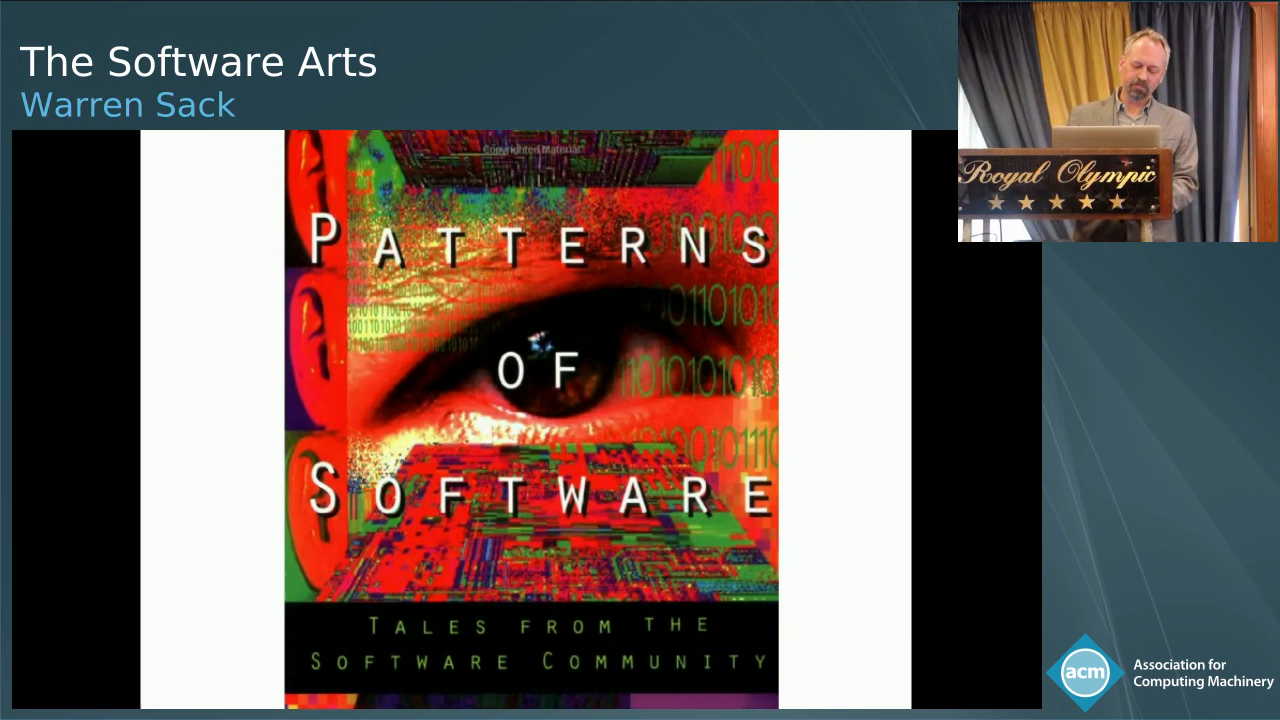 The Software Arts
Warren Sack
Copyrighted Material
PATTERNS
OF
SOFTWARE
TALES FROM THE
SOFTWARE COMMUNITY
Royal Olympic
acm
Association for
Computing Machinery